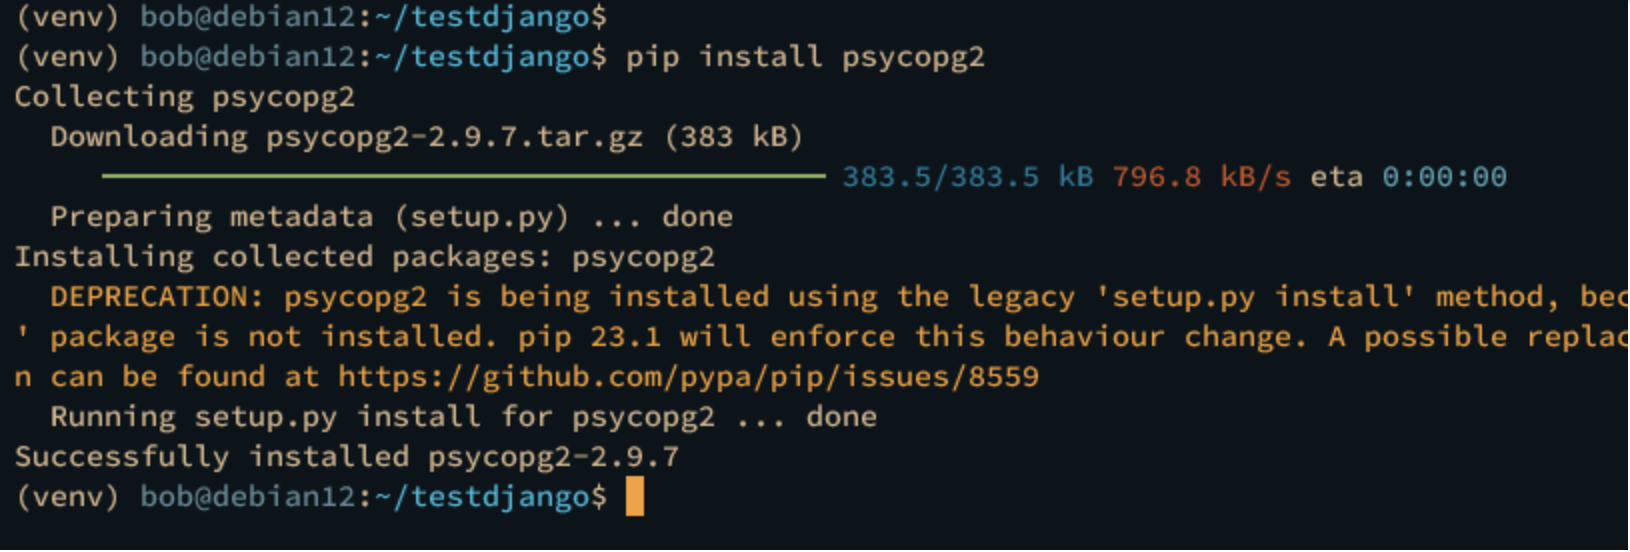 (venv) bob@debian12:~/testdjango$
(venv) bob@debian12:~/testdjango$ pip install psycopg2
Collecting psycopg2
  Downloading psycopg2-2.9.7.tar.gz (383 kB)
383.5/383.5 kB 796.8 kB/s eta 0:00:00
  Preparing metadata (setup.py) ... done
Installing collected packages: psycopg2
  DEPRECATION: psycopg2 is being installed using the legacy 'setup.py install' method, bec
' package is not installed. pip 23.1 will enforce this behaviour change. A possible replac
n can be found at https://github.com/pypa/pip/issues/8559
  Running setup.py install for psycopg2 ... done
Successfully installed psycopg2-2.9.7
(venv) bob@debian12:~/testdjango$